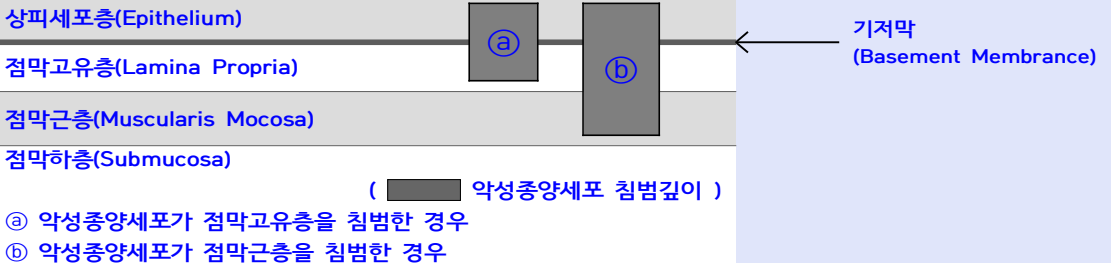 상피세포층(Epithelium)
ⓐ
기저막
(Basement Membrance)
점막고유층(Lamina Propria)
ⓑ
점막근층(Muscularis Mocosa)
점막하층(Submucosa)
( 악성종양세포 침범깊이 )
ⓐ 악성종양세포가 점막고유층을 침범한 경우
ⓑ 악성종양세포가 점막근층을 침범한 경우